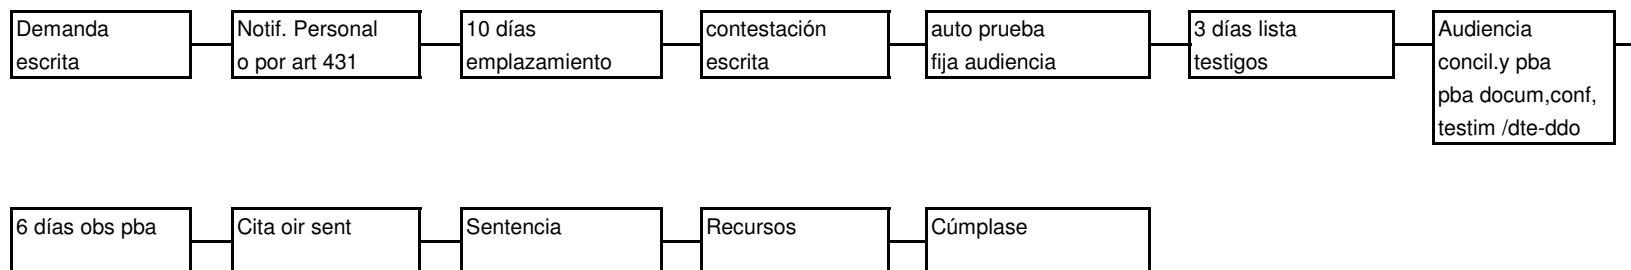 Demanda
escrita
Notif. Personal
o por art 431
10 días
emplazamiento
contestación
escrita
auto prueba
fija audiencia
3 días lista
testigos
Audiencia
concil.y pba
pba docum,conf,
testim /dte-ddo
6 días obs pba
Cita oir sent
Sentencia
Recursos
Cúmplase